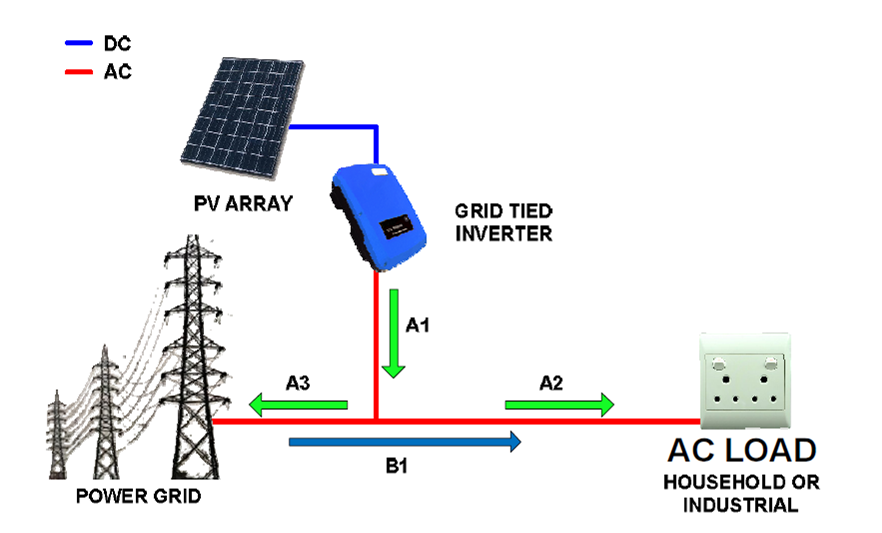 DC
AC
PV ARRAY
GRID TIED
INVERTER
A1
A3
A2
B1
POWER GRID
AC LOAD
HOUSEHOLD OR
INDUSTRIAL